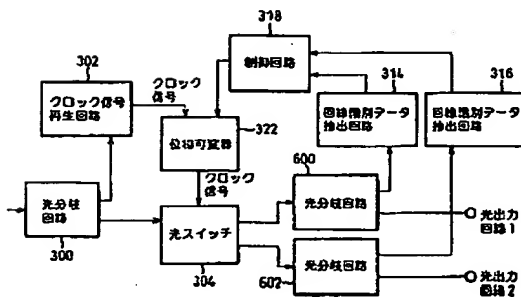 318
制御回路
302
クロック信号
再生回路
クロック
信号
314
回線識別データ
抽出回路
316
回線識別データ
抽出回路
位相可変器
322
クロック
信号
600
光分岐
回路
300
光スイッチ
304
光分岐回路
光出力
回路1
602
光分岐回路
光出力
回路2